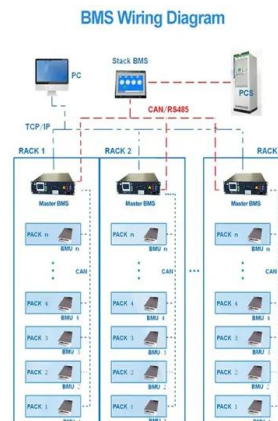 BMS Wiring Diagram
Stack BMS
PC
PCS
CAN/RS485
TCP/IP
RACK 1
RACK 2
RACK
Master BMS
Master BMS
Master BMS
PACK n
BMU n
PACK n
BMU n
PACK n
BMU n
CAN
CAN
CAN
PACK 4
BMU 4
PACK 4
BMU 4
PACK 4
BMU 4
PACK 3
BMU 3
PACK 3
BMU 3
PACK 3
BMU 3
PACK 2
BMU 2
PACK 2
BMU 2
PACK 2
BMU 2
PACK 1
PACK 1
PACK 1